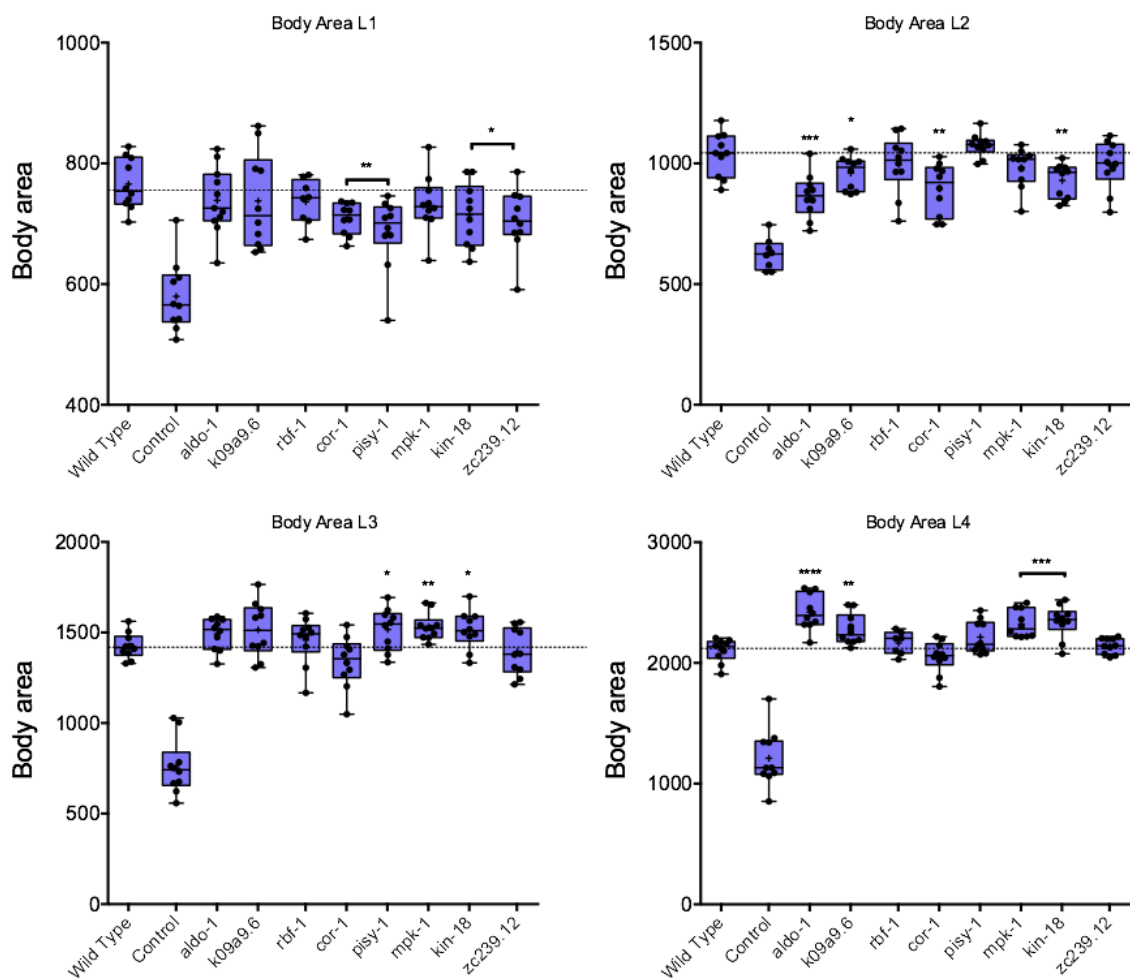 Body Area L1
1000
800
600
400
Body area
*
**
Wild Type
Control
aldo-1
k09a9.6
rbf-1
cor-1
pisy-1
mpk-1
kin-18
zc239.12
Body Area L2
1500
1000
500
0
Body area
***
*
**
**
Wild Type
Control
aldo-1
k09a9.6
rbf-1
cor-1
pisy-1
mpk-1
kin-18
zc239.12
Body Area L3
2000
1500
1000
500
0
Body area
*
**
*
Wild Type
Control
aldo-1
k09a9.6
rbf-1
cor-1
pisy-1
mpk-1
kin-18
zc239.12
Body Area L4
3000
2000
1000
0
Body area
****
**
***
Wild Type
Control
aldo-1
k09a9.6
rbf-1
cor-1
pisy-1
mpk-1
kin-18
zc239.12